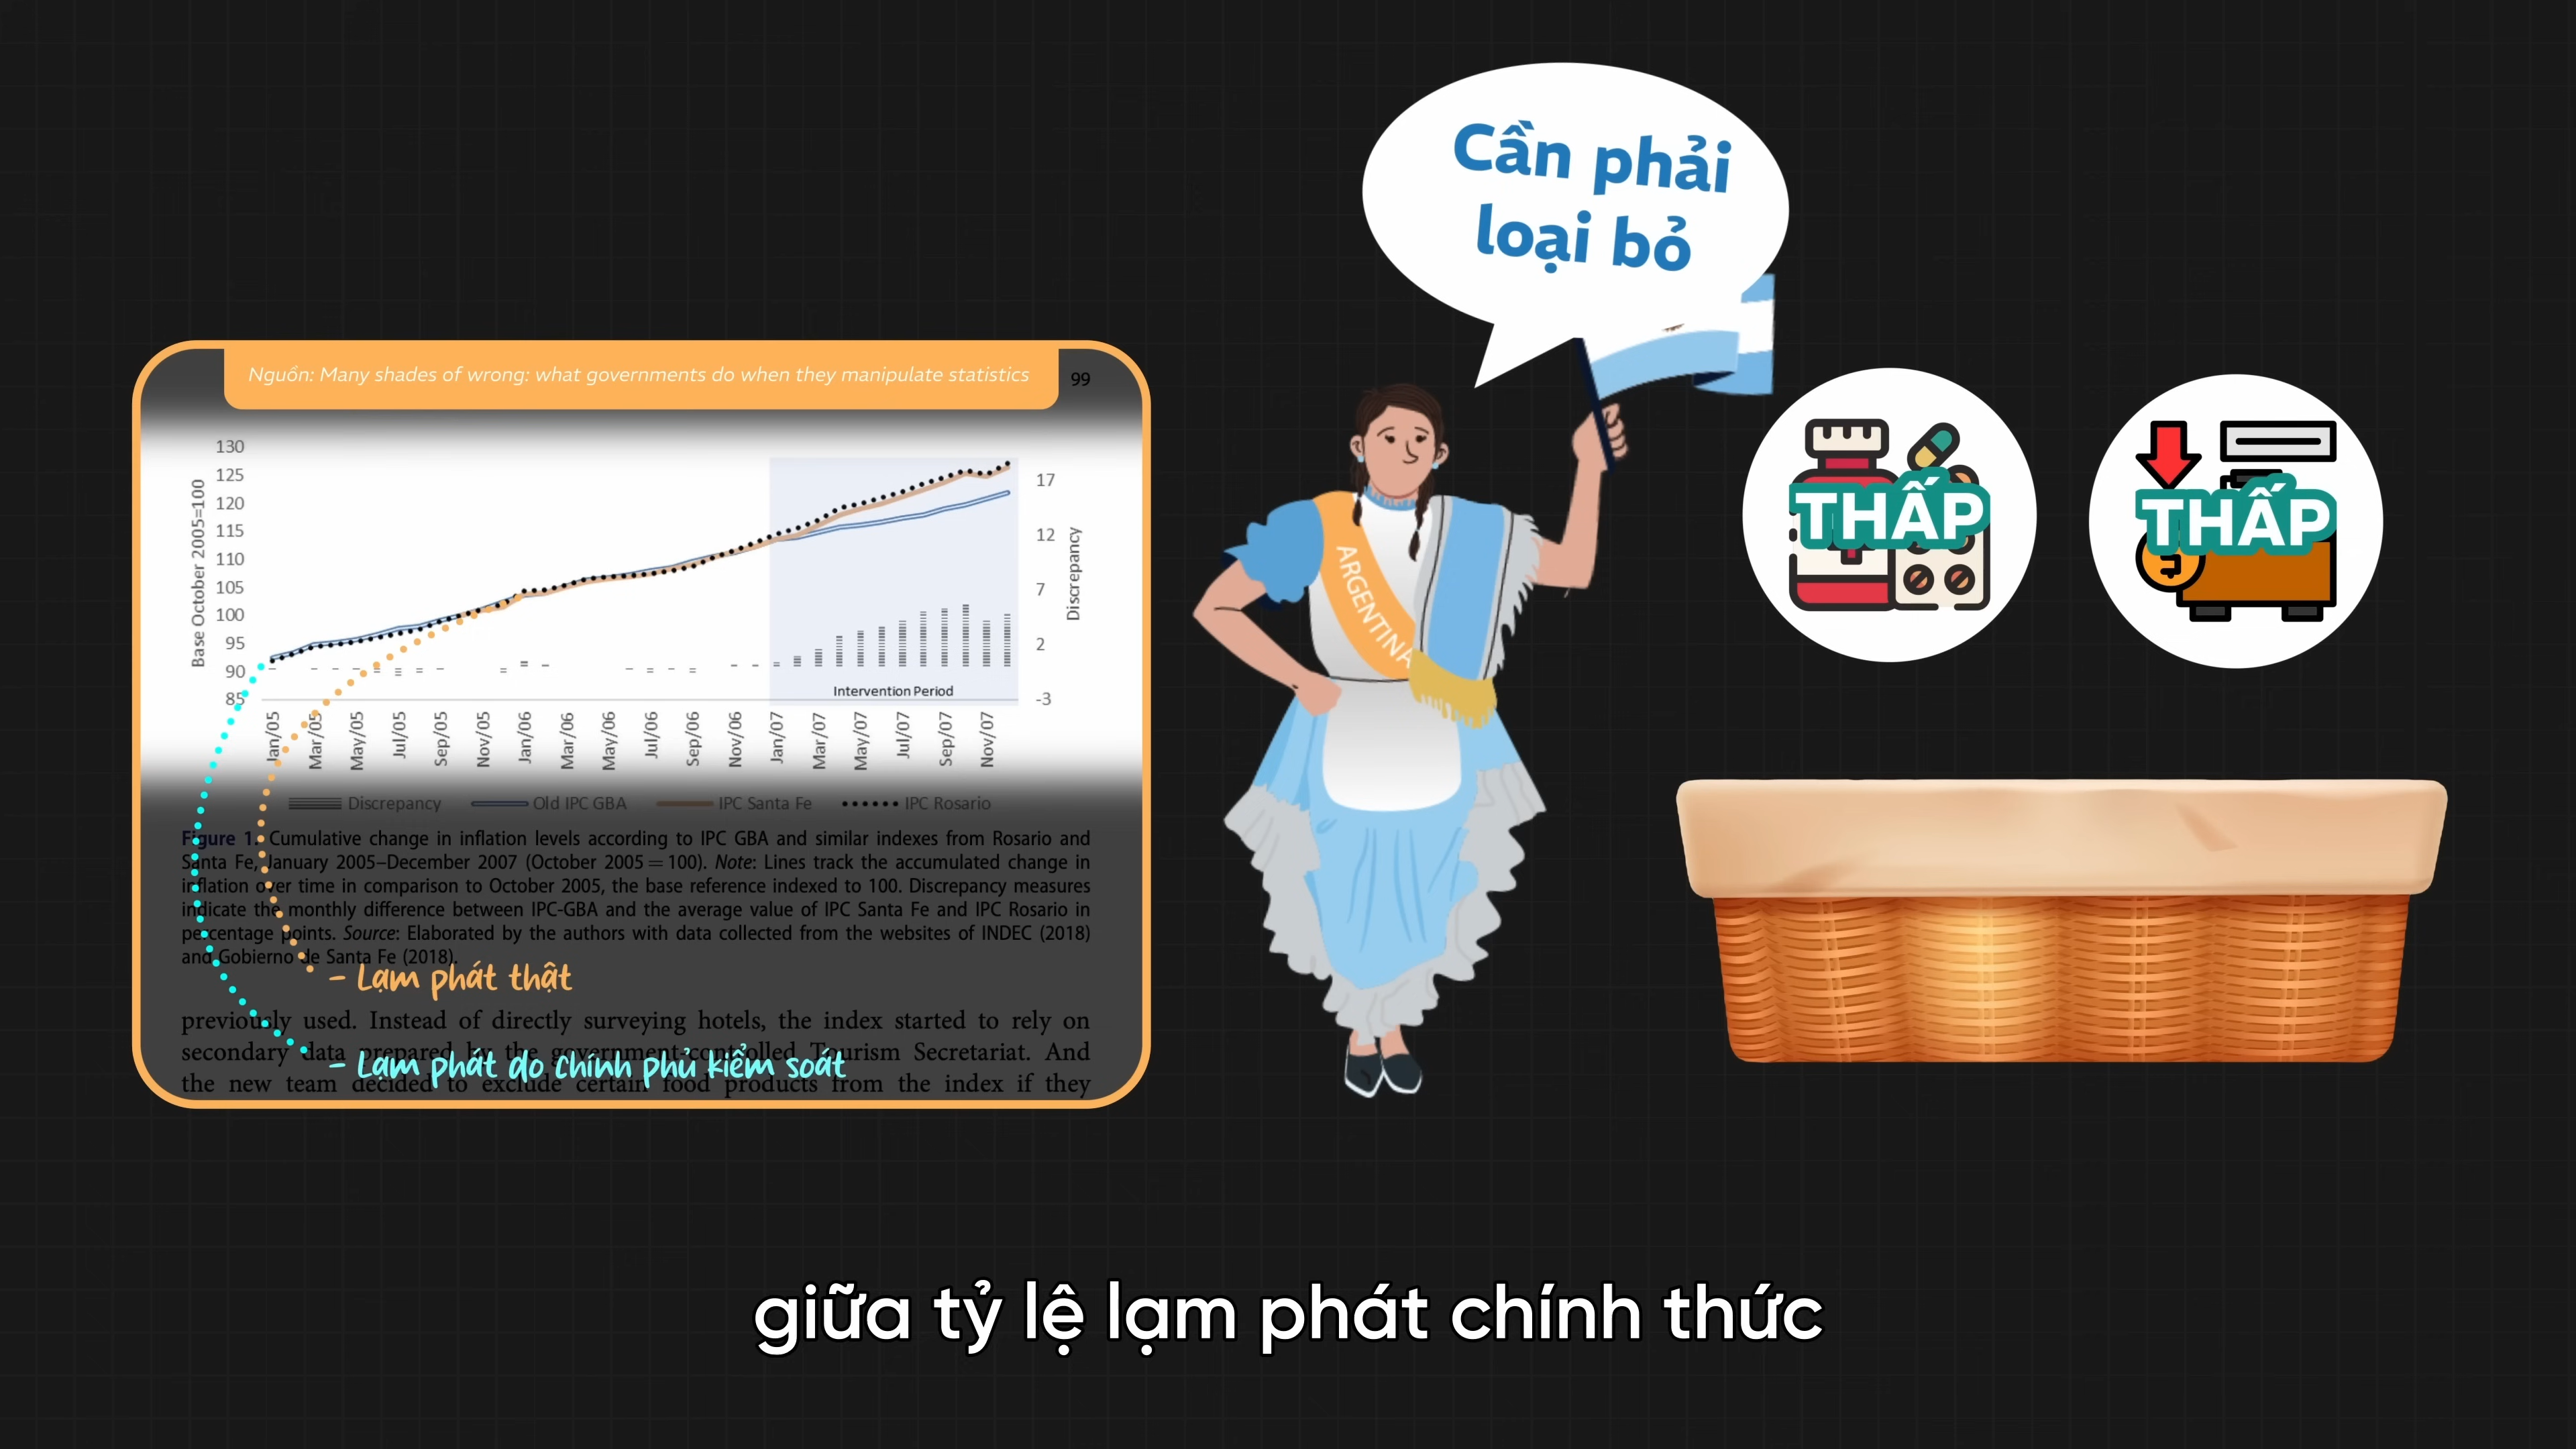 Cần phải
loại bỏ
Nguồn: Many shades of wrong: what governments do when they manipulate statistics
99
130
125
120
115
110
105
100
95
90
85
Base October 2005=100
17
12
7
2
-3
Discrepancy
Intervention Period
Jan/05
Mar/05
May/05
Jul/05
Sep/05
Nov/05
Jan/06
Mar/06
May/06
Jul/06
Sep/06
Nov/06
Jan/07
Mar/07
May/07
Jul/07
Sep/07
Nov/07
Discrepancy Old IPC GBA IPC Santa Fe IPC Rosario
Figure 1. Cumulative change in inflation levels according to IPC GBA and similar indexes from Rosario and
Santa Fe, January 2005–December 2007 (October 2005 = 100). Note: Lines track the accumulated change in
inflation over time in comparison to October 2005, the base reference indexed to 100. Discrepancy measures
indicate the monthly difference between IPC-GBA and the average value of IPC Santa Fe and IPC Rosario in
percentage points. Source: Elaborated by the authors with data collected from the websites of INDEC (2018)
and Gobierno de Santa Fe (2018).
– Lạm phát thật
previously used. Instead of directly surveying hotels, the index started to rely on
secondary data prepared by the government-controlled Tourism Secretariat. And
– Lạm phát do chính phủ kiểm soát
the new team decided to exclude certain food products from the index if they
ARGENTINA
THẤP
THẤP
giữa tỷ lệ lạm phát chính thức